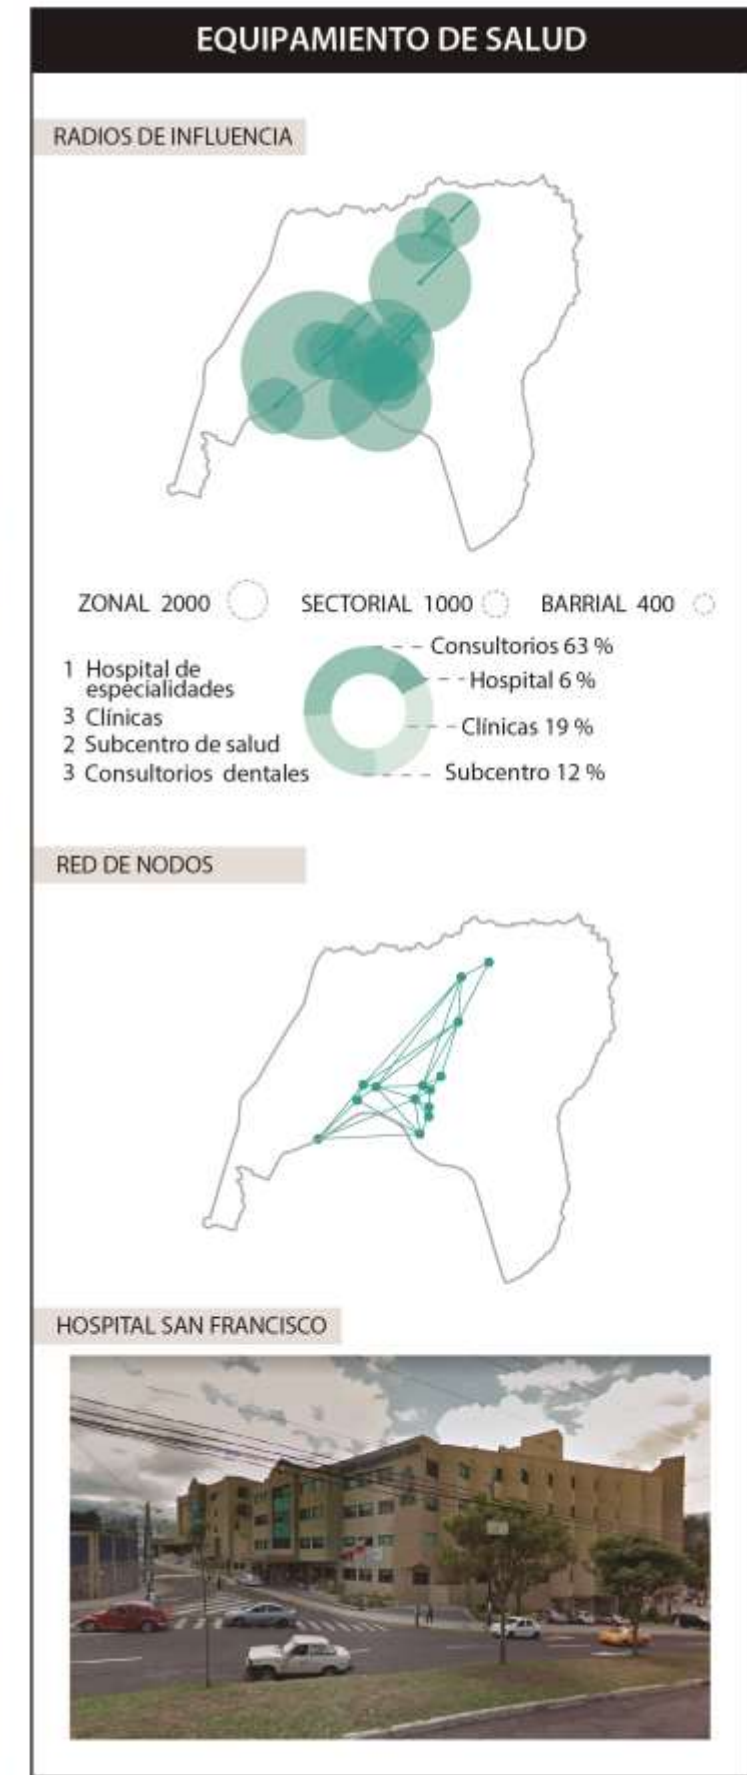 EQUIPAMIENTO DE SALUD
RADIOS DE INFLUENCIA
ZONAL 2000
SECTORIAL 1000
BARRIAL 400
1 Hospital de
especialidades
3 Clínicas
2 Subcentro de salud
3 Consultorios dentales
Consultorios 63 %
Hospital 6 %
Clínicas 19 %
Subcentro 12 %
RED DE NODOS
HOSPITAL SAN FRANCISCO